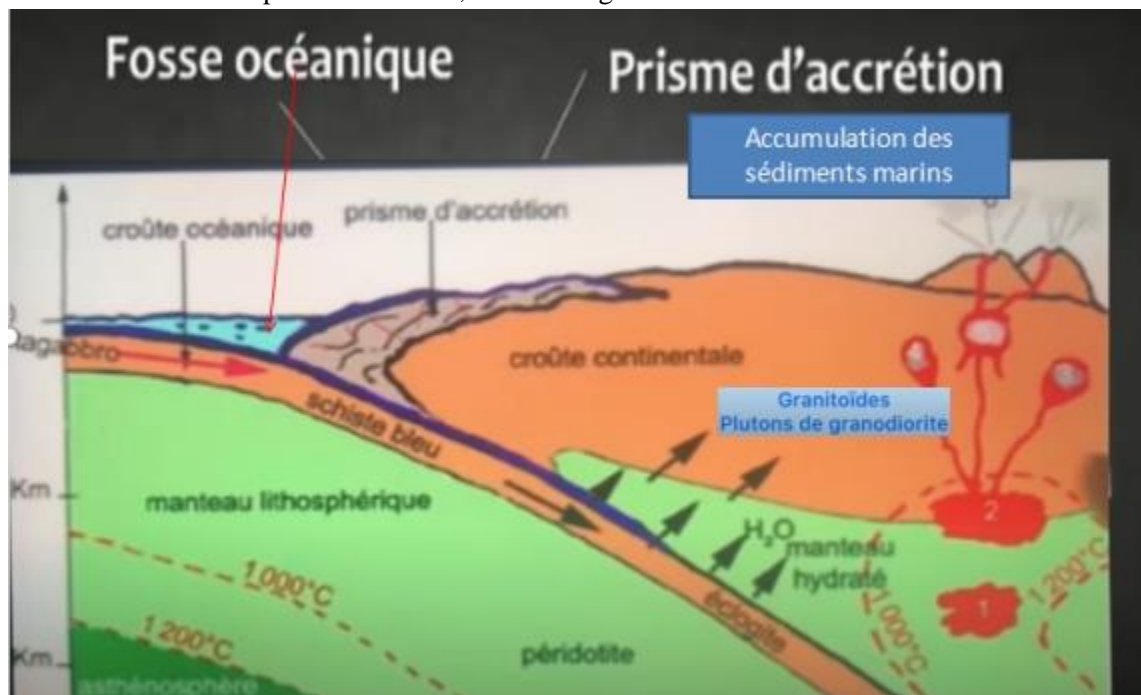 Fosse océanique
Prisme d'accrétion
Accumulation des
sédiments marins
prisme d'accrétion
croûte océanique
croûte continentale
schiste bleu
Granitoïdes
Plutons de granodiorite
Km
manteau lithosphérique
H₂O
manteau
hydraté
2
1
1 000°C
1 200°C
1 000°C
1 200°C
éclogite
péridotite
Km
asthénosphère